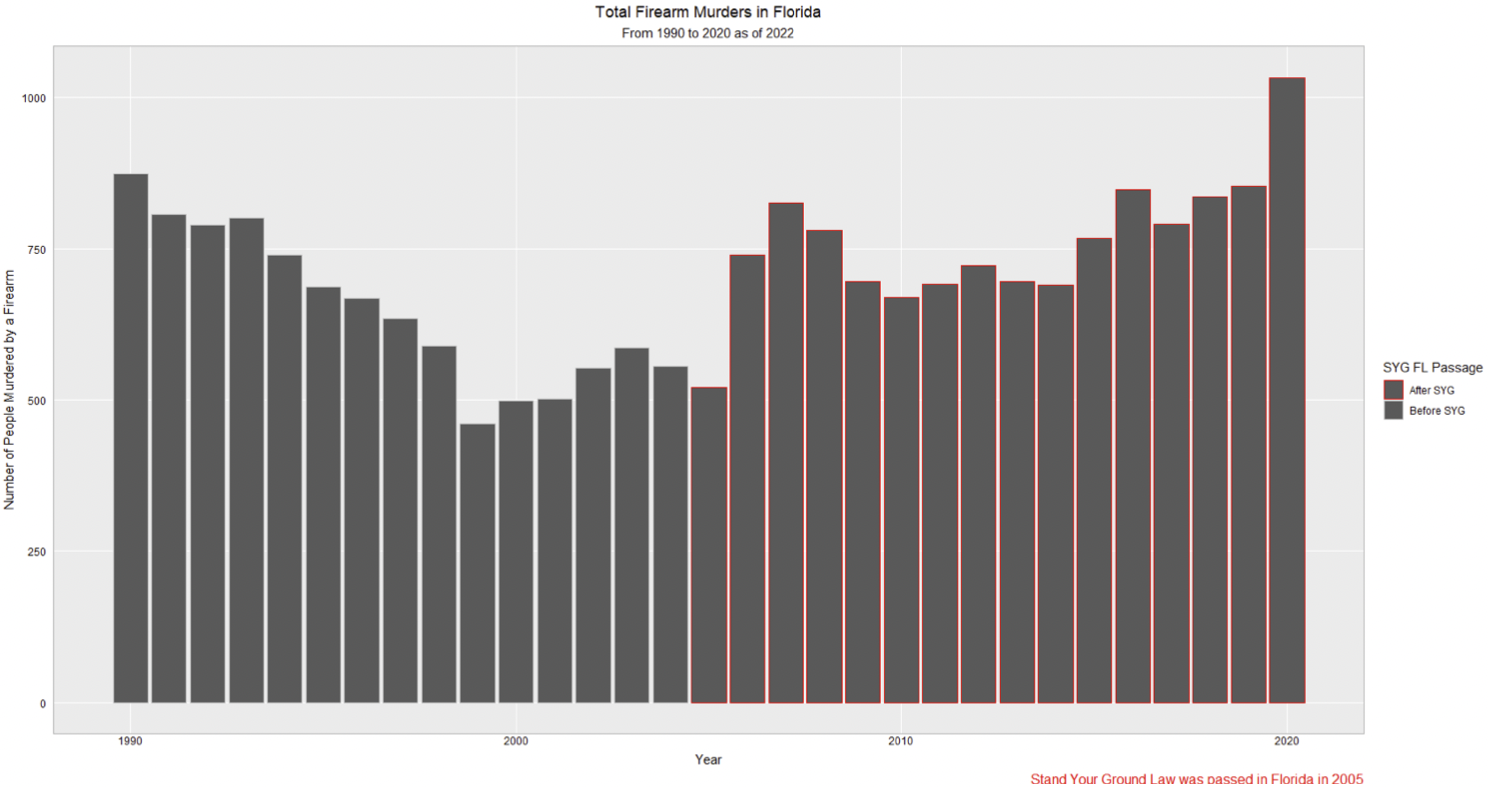 Total Firearm Murders in Florida
From 1990 to 2020 as of 2022
Number of People Murdered by a Firearm
1000
750
500
250
0
1990
2000
2010
2020
Year
SYG FL Passage
After SYG
Before SYG
Stand Your Ground Law was passed in Florida in 2005